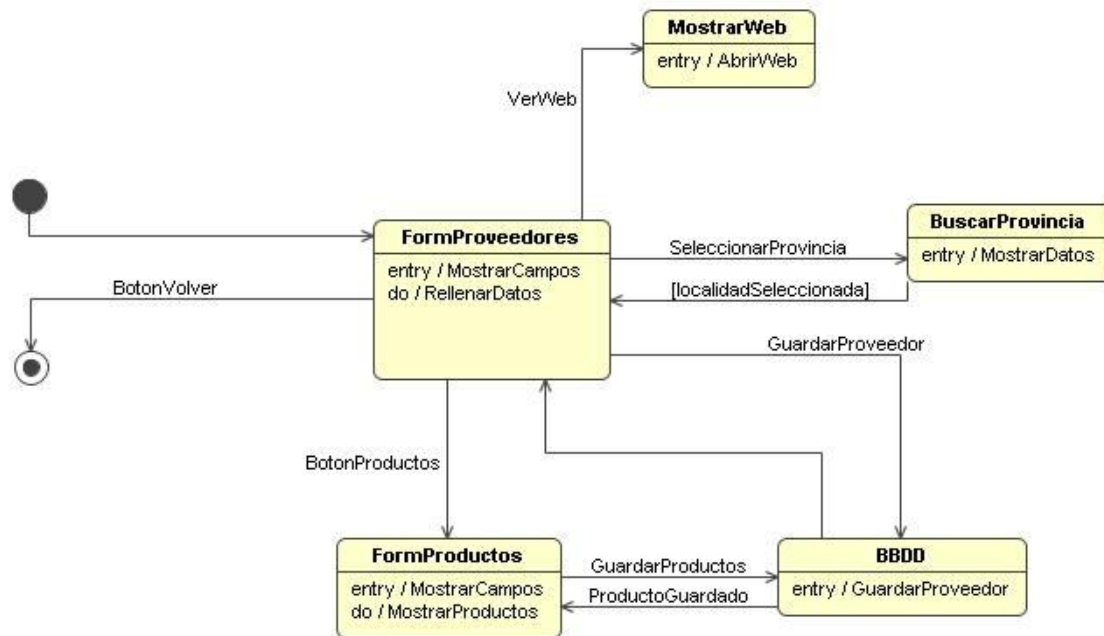 MostrarWeb
entry / AbrirWeb
VerWeb
FormProveedores
entry / MostrarCampos
do / RellenarDatos
SeleccionarProvincia
BuscarProvincia
entry / MostrarDatos
[localidadSeleccionada]
BotonVolver
GuardarProveedor
BotonProductos
FormProductos
entry / MostrarCampos
do / MostrarProductos
GuardarProductos
ProductoGuardado
BBDD
entry / GuardarProveedor